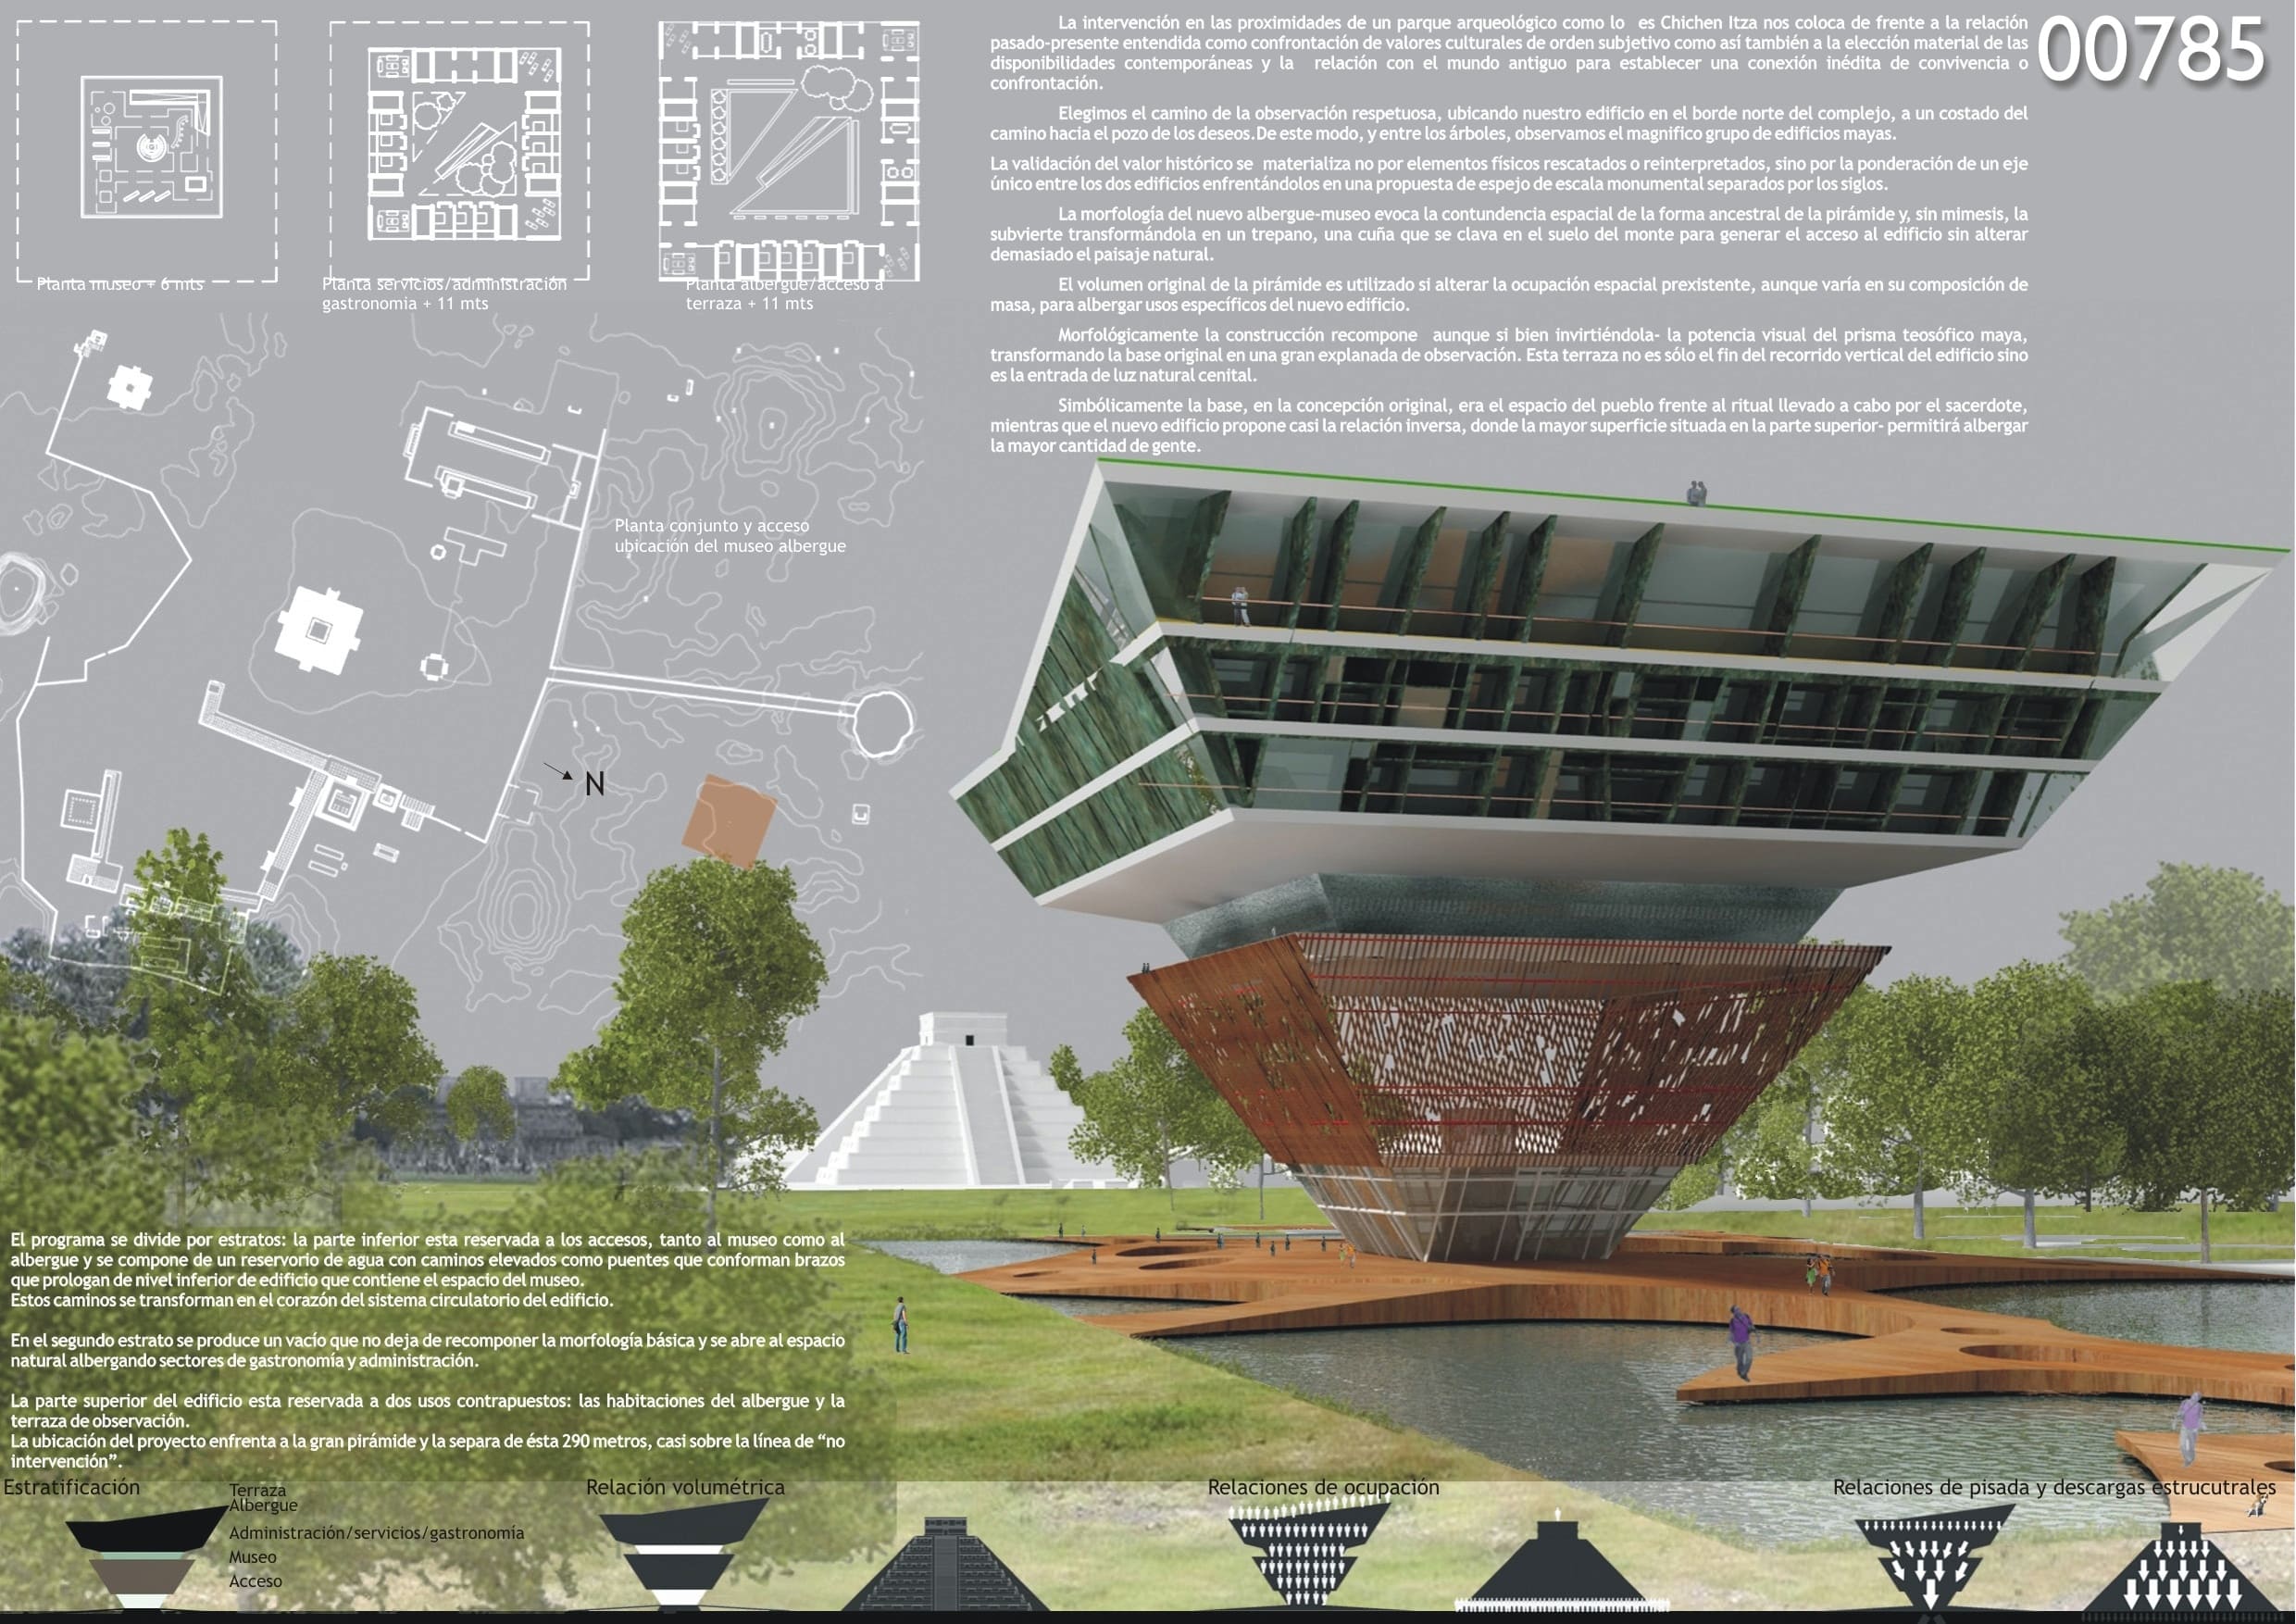 00785
La intervención en las proximidades de un parque arqueológico como lo es Chichen Itza nos coloca de frente a la relación
pasado-presente entendida como confrontación de valores culturales de orden subjetivo como así también a la elección material de las
disponibilidades contemporáneas y la relación con el mundo antiguo para establecer una conexión inédita de convivencia o
confrontación.
Elegimos el camino de la observación respetuosa, ubicando nuestro edificio en el borde norte del complejo, a un costado del
camino hacia el pozo de los deseos.De este modo, y entre los árboles, observamos el magnifico grupo de edificios mayas.
La validación del valor histórico se materializa no por elementos físicos rescatados o reinterpretados, sino por la ponderación de un eje
único entre los dos edificios enfrentándolos en una propuesta de espejo de escala monumental separados por los siglos.
La morfología del nuevo albergue-museo evoca la contundencia espacial de la forma ancestral de la pirámide y, sin mimesis, la
subvierte transformándola en un trepano, una cuña que se clava en el suelo del monte para generar el acceso al edificio sin alterar
demasiado el paisaje natural.
El volumen original de la pirámide es utilizado si alterar la ocupación espacial prexistente, aunque varía en su composición de
masa, para albergar usos específicos del nuevo edificio.
Morfológicamente la construcción recompone aunque si bien invirtiéndola- la potencia visual del prisma teosófico maya,
transformando la base original en una gran explanada de observación. Esta terraza no es sólo el fin del recorrido vertical del edificio sino
es la entrada de luz natural cenital.
Simbólicamente la base, en la concepción original, era el espacio del pueblo frente al ritual llevado a cabo por el sacerdote,
mientras que el nuevo edificio propone casi la relación inversa, donde la mayor superficie situada en la parte superior- permitirá albergar
la mayor cantidad de gente.
Planta museo + 6 mts
Planta servicios/administración
gastronomia + 11 mts
Planta albergue/acceso a
terraza + 11 mts
Planta conjunto y acceso
ubicación del museo albergue
N
El programa se divide por estratos: la parte inferior esta reservada a los accesos, tanto al museo como al
albergue y se compone de un reservorio de agua con caminos elevados como puentes que conforman brazos
que prologan de nivel inferior de edificio que contiene el espacio del museo.
Estos caminos se transforman en el corazón del sistema circulatorio del edificio.
En el segundo estrato se produce un vacío que no deja de recomponer la morfología básica y se abre al espacio
natural albergando sectores de gastronomía y administración.
La parte superior del edificio esta reservada a dos usos contrapuestos: las habitaciones del albergue y la
terraza de observación.
La ubicación del proyecto enfrenta a la gran pirámide y la separa de ésta 290 metros, casi sobre la línea de “no
intervención”.
Estratificación
Terraza
Albergue
Administración/servicios/gastronomía
Museo
Acceso
Relación volumétrica
Relaciones de ocupación
Relaciones de pisada y descargas estrucutrales